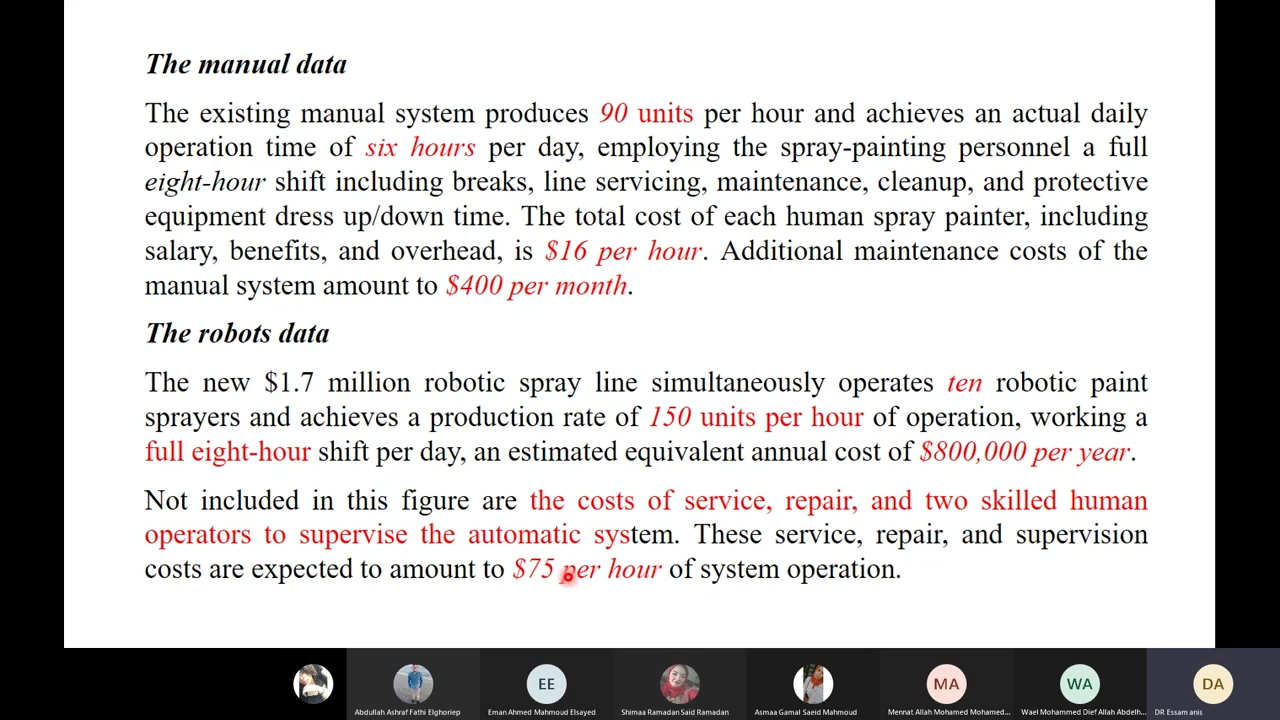 The manual data
The existing manual system produces 90 units per hour and achieves an actual daily
operation time of six hours per day, employing the spray-painting personnel a full
eight-hour shift including breaks, line servicing, maintenance, cleanup, and protective
equipment dress up/down time. The total cost of each human spray painter, including
salary, benefits, and overhead, is $16 per hour. Additional maintenance costs of the
manual system amount to $400 per month.
The robots data
The new $1.7 million robotic spray line simultaneously operates ten robotic paint
sprayers and achieves a production rate of 150 units per hour of operation, working a
full eight-hour shift per day, an estimated equivalent annual cost of $800,000 per year.
Not included in this figure are the costs of service, repair, and two skilled human
operators to supervise the automatic system. These service, repair, and supervision
costs are expected to amount to $75 per hour of system operation.
EE
MA
WA
DA
Abdullah Ashraf Fathi Elghoriep
Eman Ahmed Mahmoud Elsayed
Shimaa Ramadan Said Ramadan
Asmaa Gamal Saeid Mahmoud
Mennat Allah Mohamed Mohamed...
Wael Mohammed Dief Allah Abdelh...
DR Essam anis